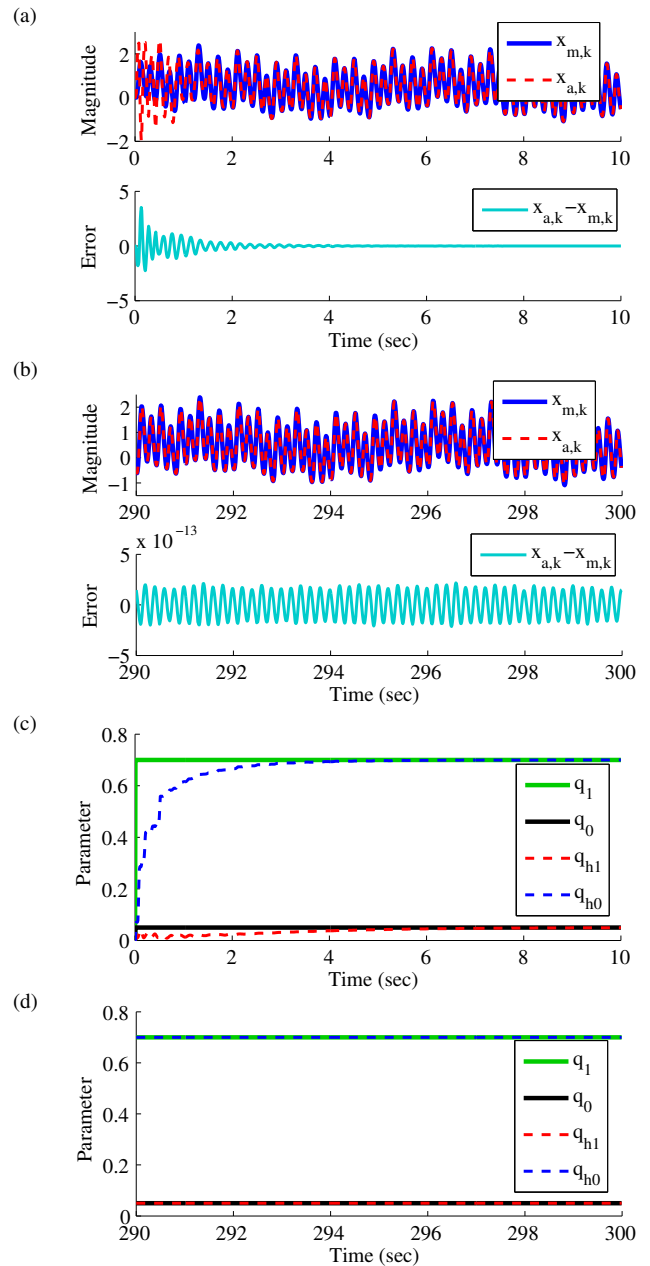 (a)
Magnitude
2
0
−2
x_{m,k}
x_{a,k}
0 2 4 6 8 10
Error
5
0
−5
x_{a,k}−x_{m,k}
0 2 4 6 8 10
Time (sec)
(b)
Magnitude
2
1
0
−1
x_{m,k}
x_{a,k}
290 292 294 296 298 300
x 10^{−13}
Error
5
0
−5
x_{a,k}−x_{m,k}
290 292 294 296 298 300
Time (sec)
(c)
Parameter
0.8
0.6
0.4
0.2
0
q_1
q_0
q_{h1}
q_{h0}
0 2 4 6 8 10
Time (sec)
(d)
Parameter
0.8
0.6
0.4
0.2
0
q_1
q_0
q_{h1}
q_{h0}
290 292 294 296 298 300
Time (sec)